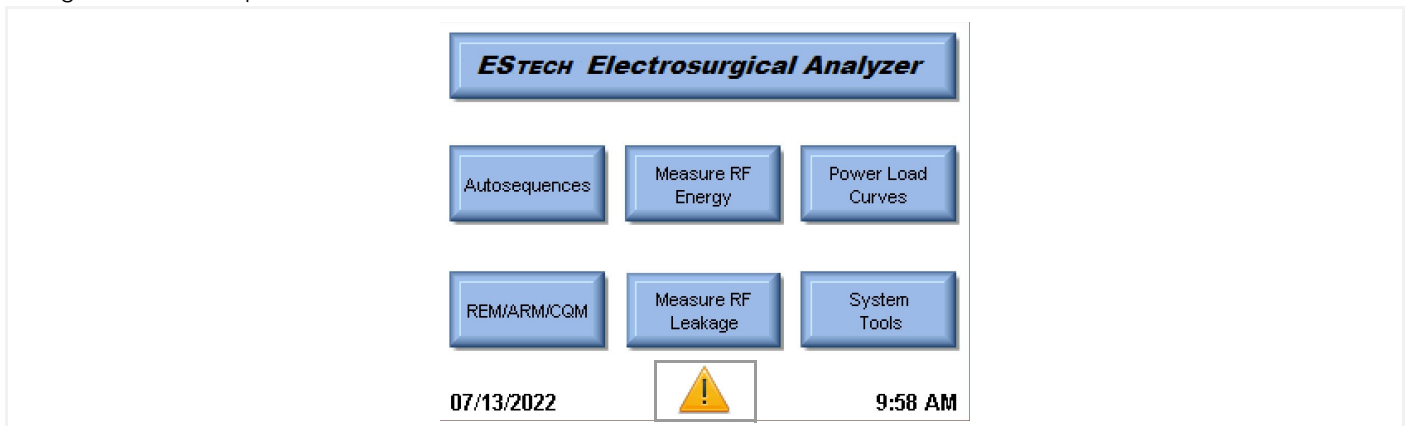 ESTECH Electrosurgical Analyzer
Autosequences
Measure RF
Energy
Power Load
Curves
REM/ARM/CQM
Measure RF
Leakage
System
Tools
07/13/2022
!
9:58 AM